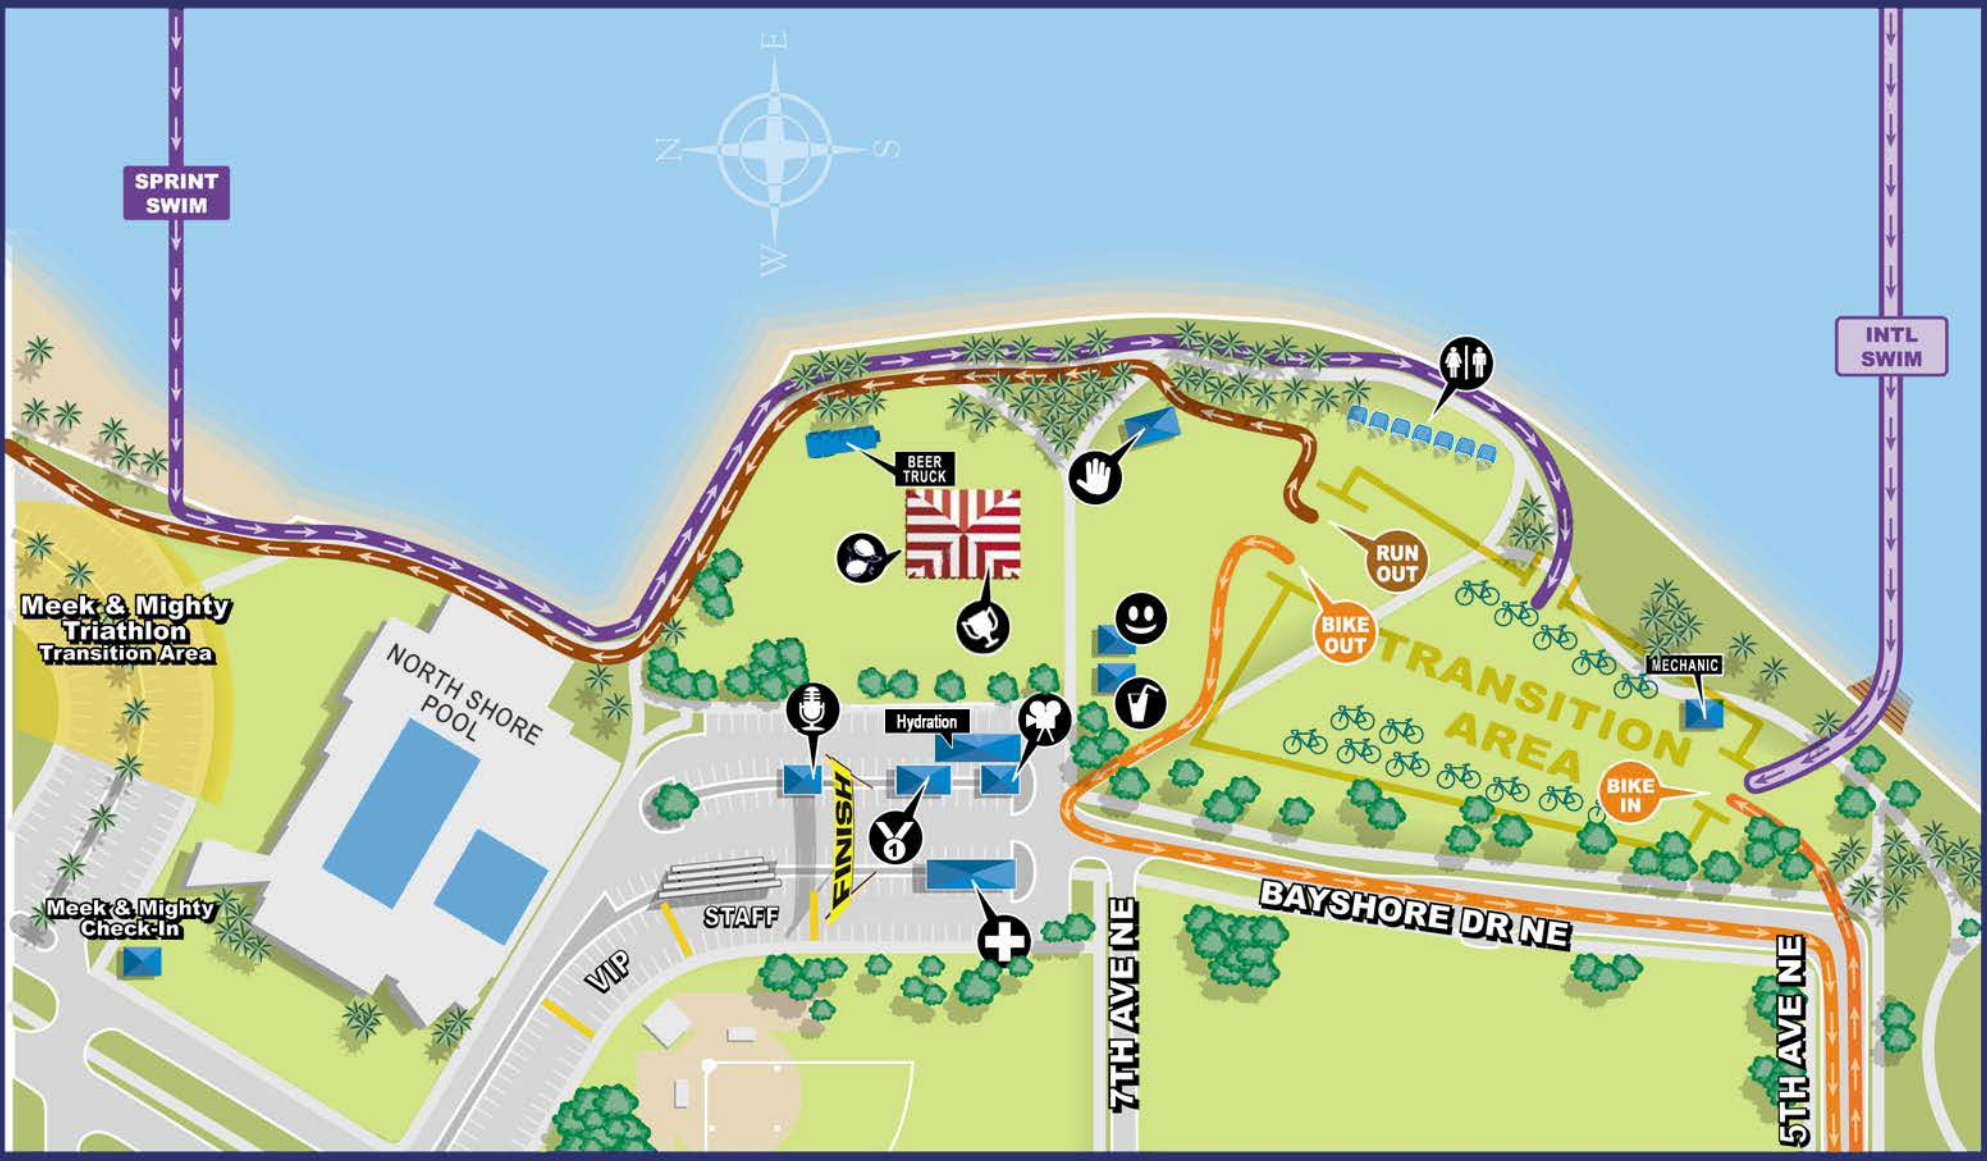 E
N
S
W
SPRINT
SWIM
INTL
SWIM
BEER
TRUCK
RUN
OUT
BIKE
OUT
Meek & Mighty
Triathlon
Transition Area
NORTH SHORE
POOL
MECHANIC
TRANSITION
AREA
Hydration
BIKE
IN
FINISH
1
Meek & Mighty
Check-In
STAFF
VIP
BAYSHORE DR NE
7TH AVE NE
5TH AVE NE